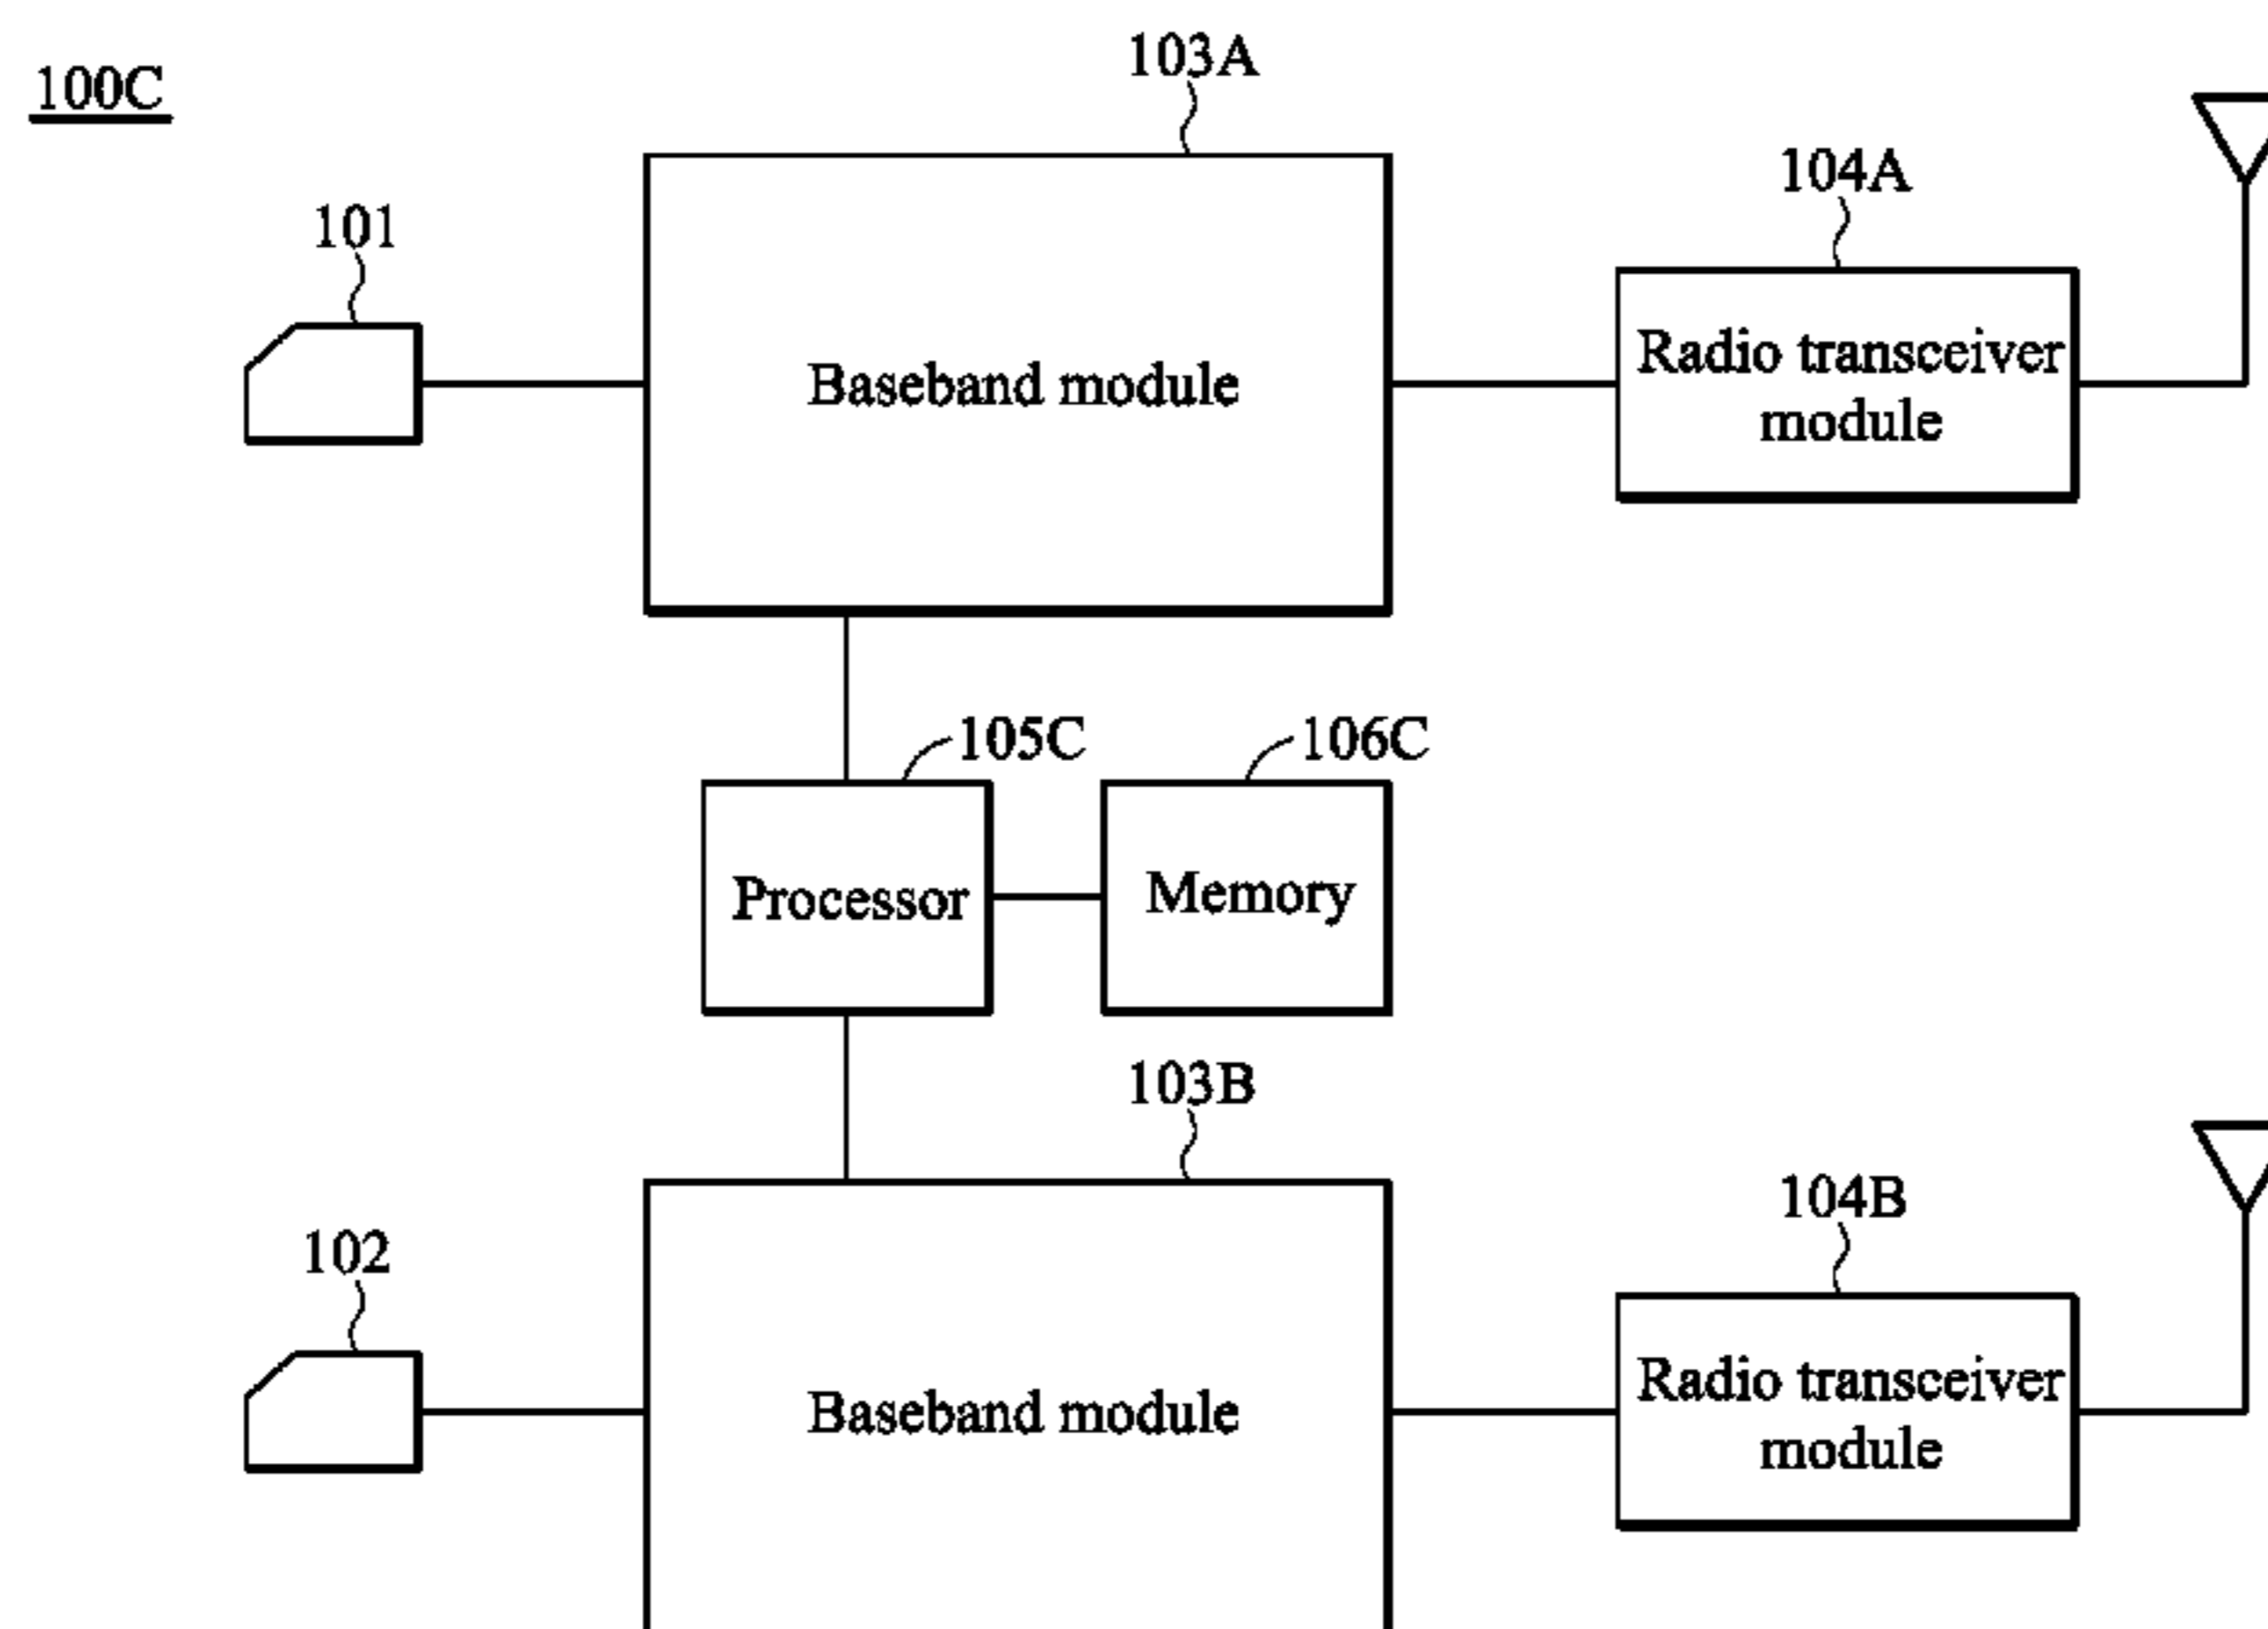 100C
103A
101
104A
Baseband module
Radio transceiver
module
105C
106C
Processor
Memory
103B
102
104B
Baseband module
Radio transceiver
module